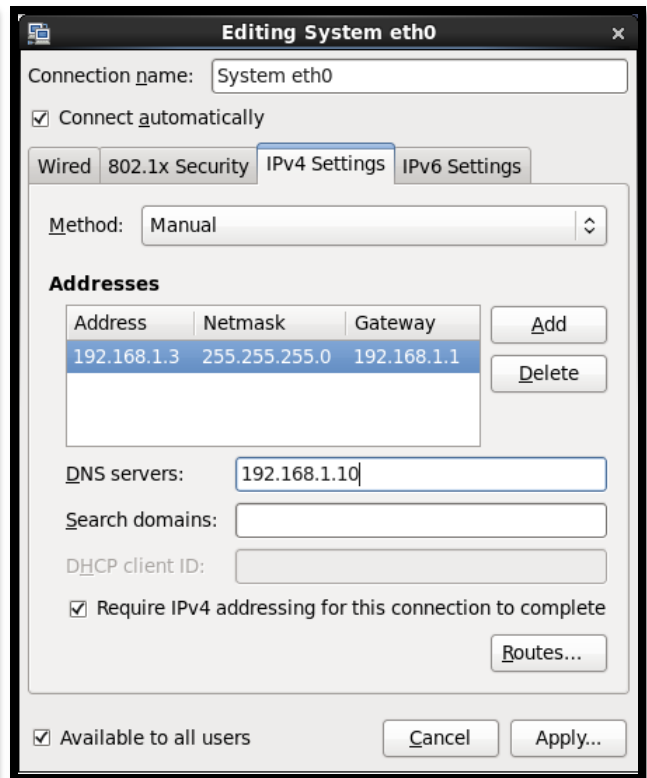 Editing System eth0 ×
Connection name: System eth0
Connect automatically
Wired 802.1x Security IPv4 Settings IPv6 Settings
Method: Manual
Addresses
Address Netmask Gateway Add
192.168.1.3 255.255.255.0 192.168.1.1
Delete
DNS servers: 192.168.1.10
Search domains:
DHCP client ID:
Require IPv4 addressing for this connection to complete
Routes...
Available to all users Cancel Apply...